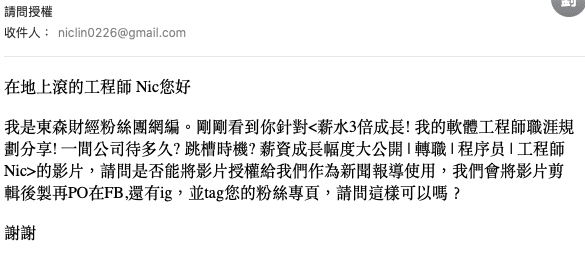 請問授權
收件人： niclin0226@gmail.com
在地上滾的工程師 Nic您好
我是東森財經粉絲團網編。剛剛看到你針對<薪水3倍成長! 我的軟體工程師職涯規
劃分享! 一間公司待多久? 跳槽時機? 薪資成長幅度大公開 | 轉職 | 程序员 | 工程師
Nic>的影片，請問是否能將影片授權給我們作為新聞報導使用，我們會將影片剪
輯後製再PO在FB,還有ig，並tag您的粉絲專頁，請問這樣可以嗎？
謝謝